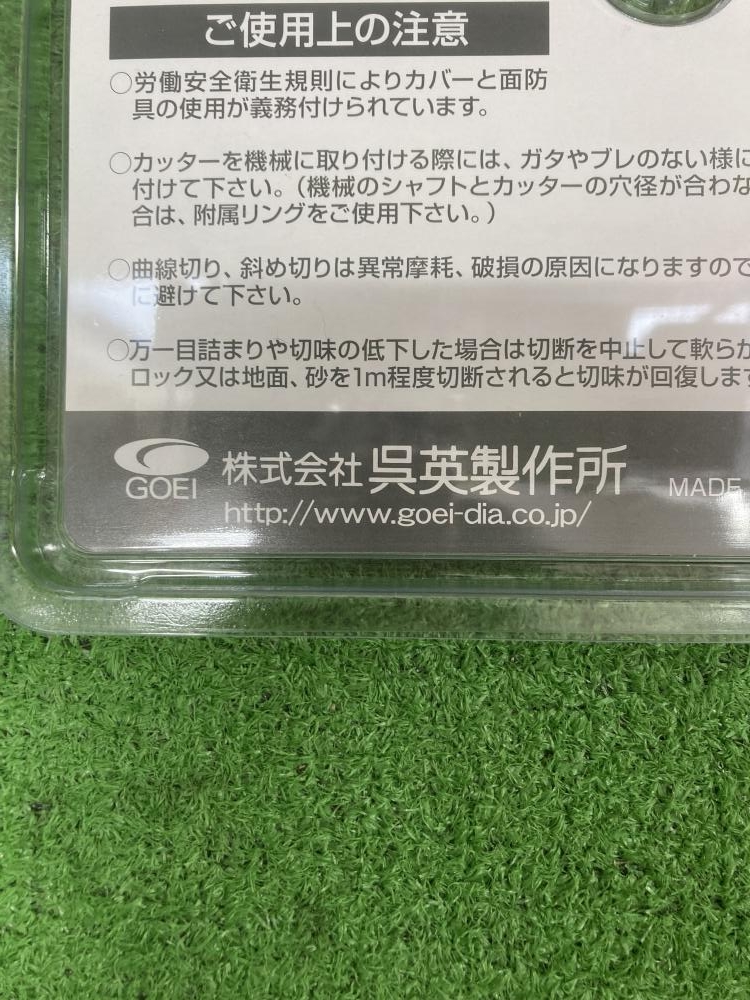 ご使用上の注意
○労働安全衛生規則によりカバーと面防
具の使用が義務付けられています。
○カッターを機械に取り付ける際には、ガタやブレのない様に
付けて下さい。(機械のシャフトとカッターの穴径が合わな
合は、附属リングをご使用下さい。)
○曲線切り、斜め切りは異常摩耗、破損の原因になりますので
に避けて下さい。
○万一目詰まりや切味の低下した場合は切断を中止して軟らか
ロック又は地面、砂を1m程度切断されると切味が回復します
GOEI 株式会社 呉英製作所 MADE
http://www.goei-dia.co.jp/